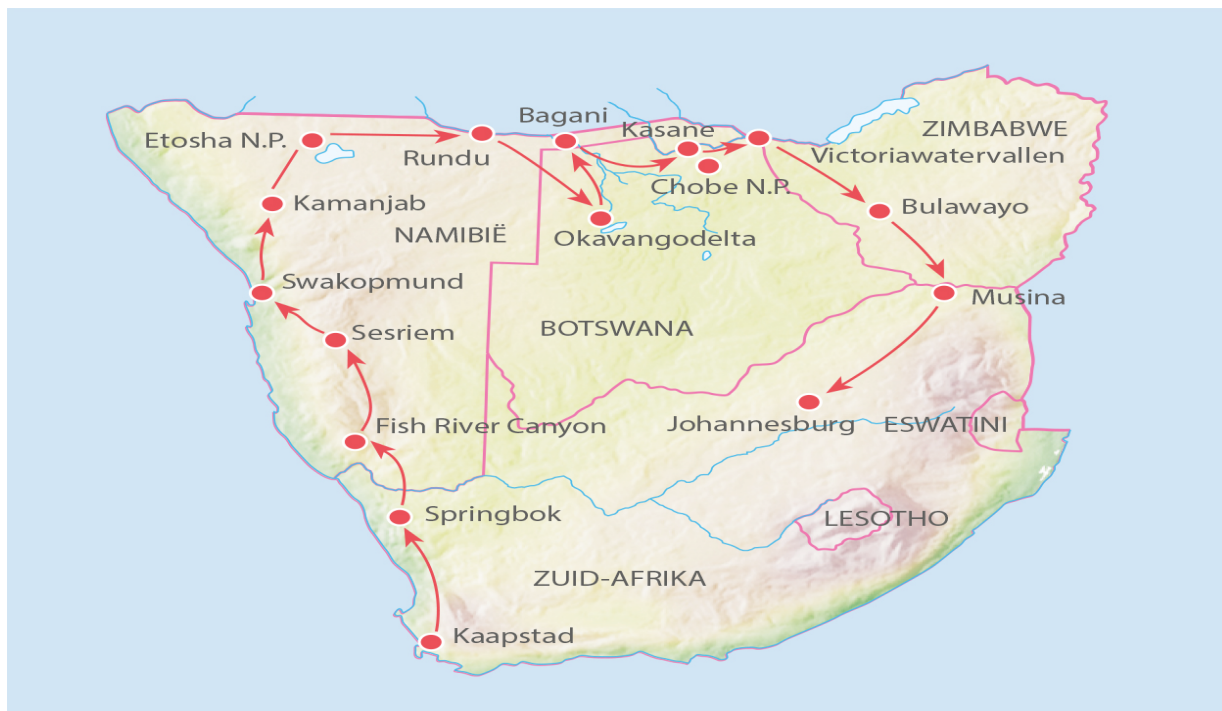 Bagani
Kasane
ZIMBABWE
Etosha N.P.
Rundu
Victoriawatervallen
Chobe N.P.
Kamanjab
Bulawayo
NAMIBIË
Okavangodelta
Swakopmund
Musina
BOTSWANA
Sesriem
Fish River Canyon
Johannesburg
ESWATINI
Springbok
LESOTHO
ZUID-AFRIKA
Kaapstad